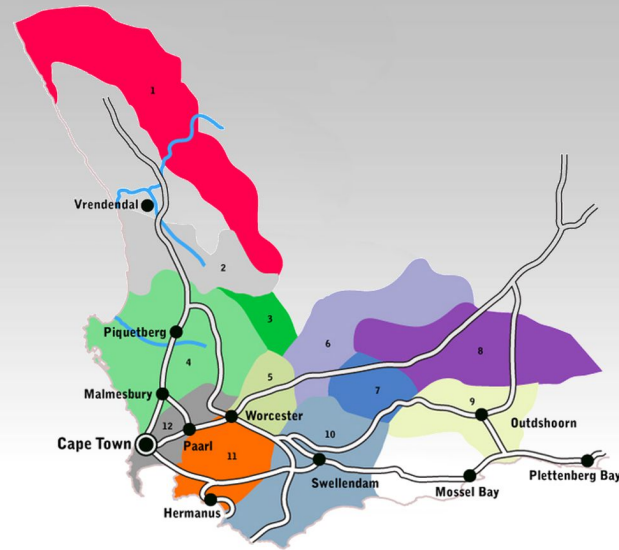 1
Vrendendal
2
3
Piquetberg
6
8
4
5
7
Malmesbury
9
Worcester
Outdshoorn
12
10
Cape Town
Paarl
11
Plettenberg Bay
Swellendam
Mossel Bay
Hermanus